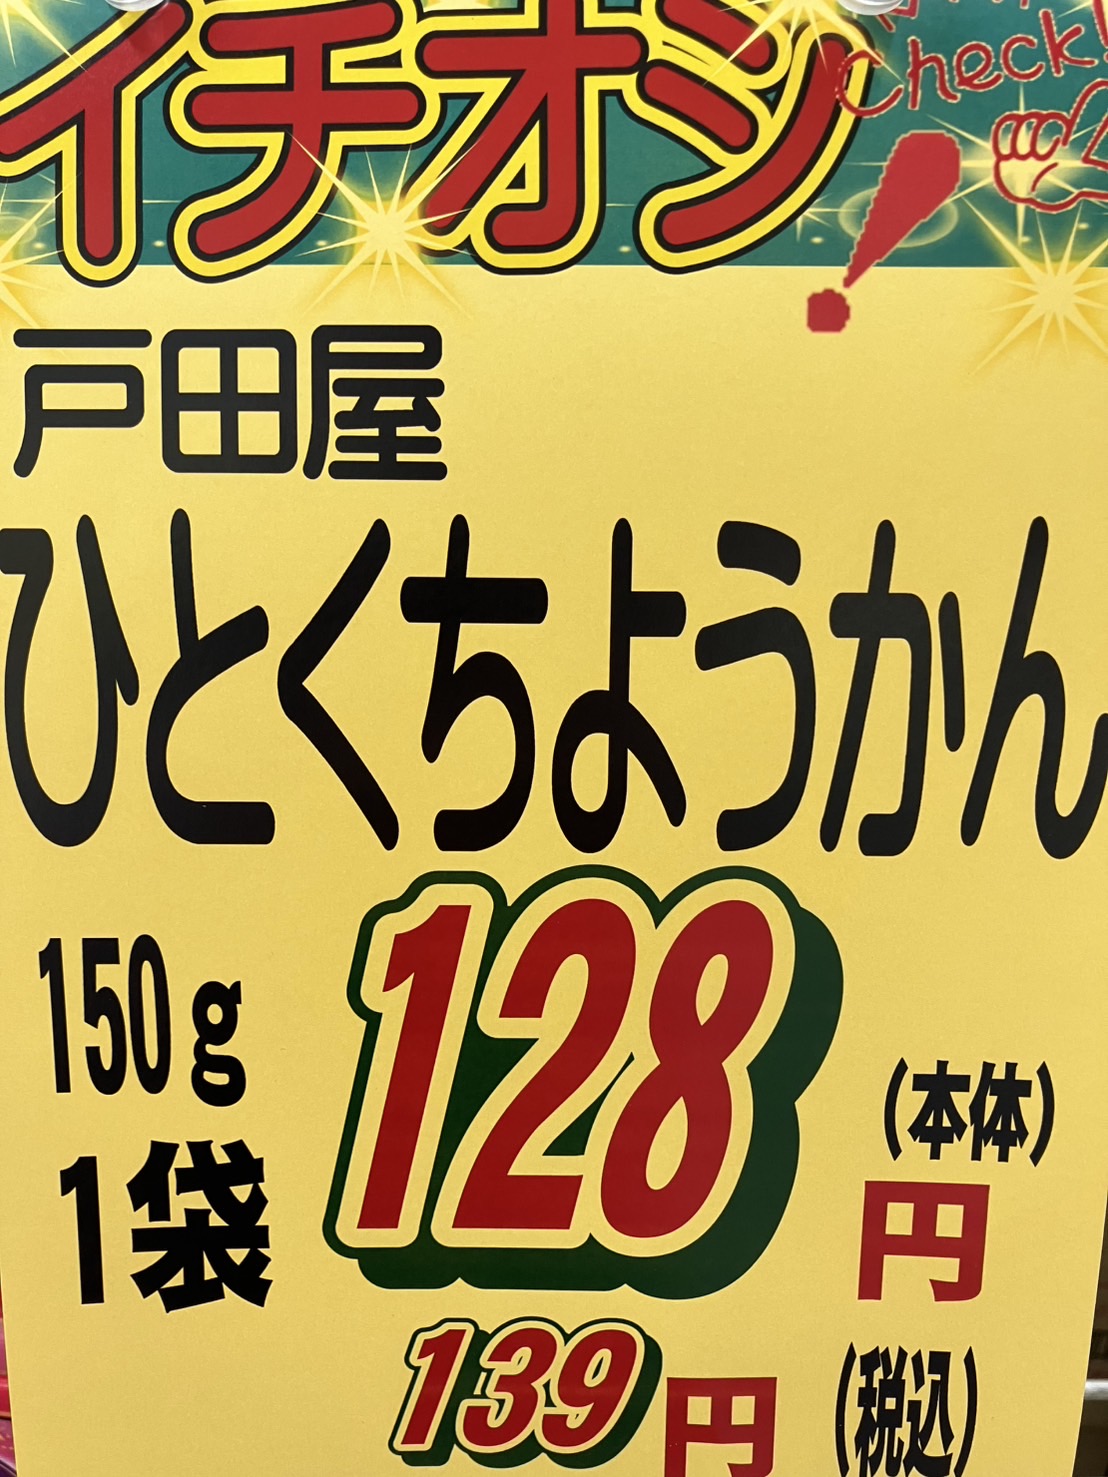 イチオシ
Check!
!
戸田屋
ひとくちようかん
150g
1袋
128
(本体)
円
139円
(税込)